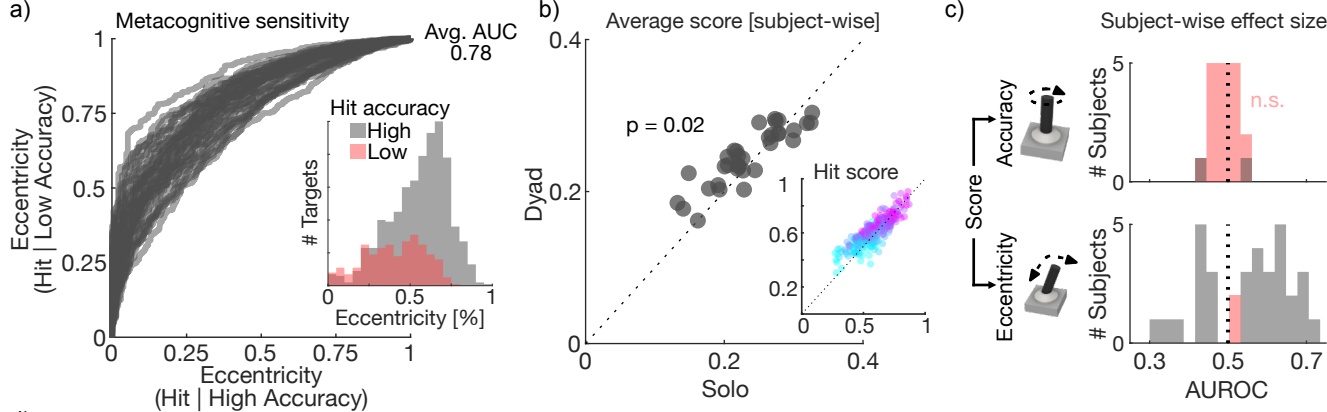 a)
Metacognitive sensitivity
Avg. AUC
0.78
1
0.75
0.5
0.25
0
Eccentricity
(Hit | Low Accuracy)
0
0.25
0.5
0.75
1
Eccentricity
(Hit | High Accuracy)
Hit accuracy
High
Low
# Targets
0
0.5
1
Eccentricity [%]
b)
Average score [subject-wise]
0.4
0.2
0
Dyad
p = 0.02
0
0.2
0.4
Solo
Hit score
1
0.6
0.2
0
1
c)
Subject-wise effect size
Score
Accuracy
Eccentricity
5
0
# Subjects
n.s.
5
0
# Subjects
0.3
0.5
0.7
AUROC